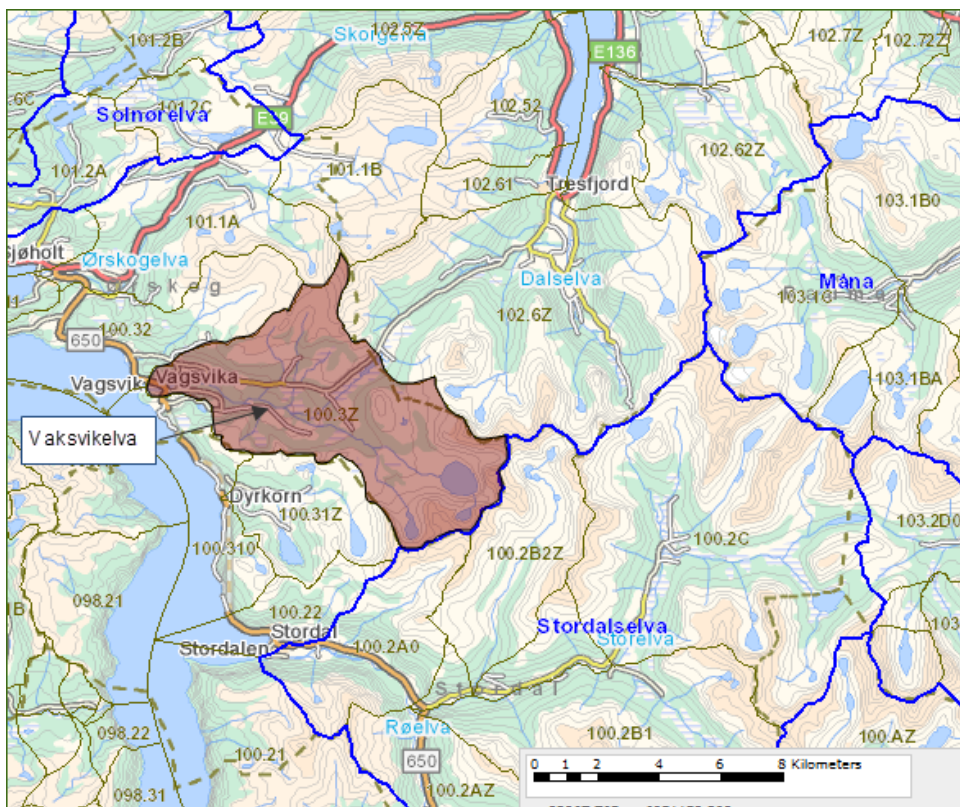 101.2B
Skorgelva
102.5Z
102.7Z
102.72Z
E136
6C
101.2C
Solnørelva
E39
102.52
101.2A
101.1B
102.62Z
102.61
Tresfjord
103.1B0
101.1A
Sjøholt
Ørskogelva
Dalselva
Måna
102.6Z
100.32
650
103.1BA
Vagsvika
Vagsvika
100.3Z
Vaksvikelva
Dyrkorn
100.31Z
103.2D0
100.310
100.2B2Z
100.2C
098.21
1B
100.22
Stordal
Stordalselva
Storelva
103
Stordalen
100.2A0
Stordal
Røelva
098.22
100.21
100.2B1
100.AZ
650
0 1 2 4 6 8 Kilometers
098.31
100.2AZ